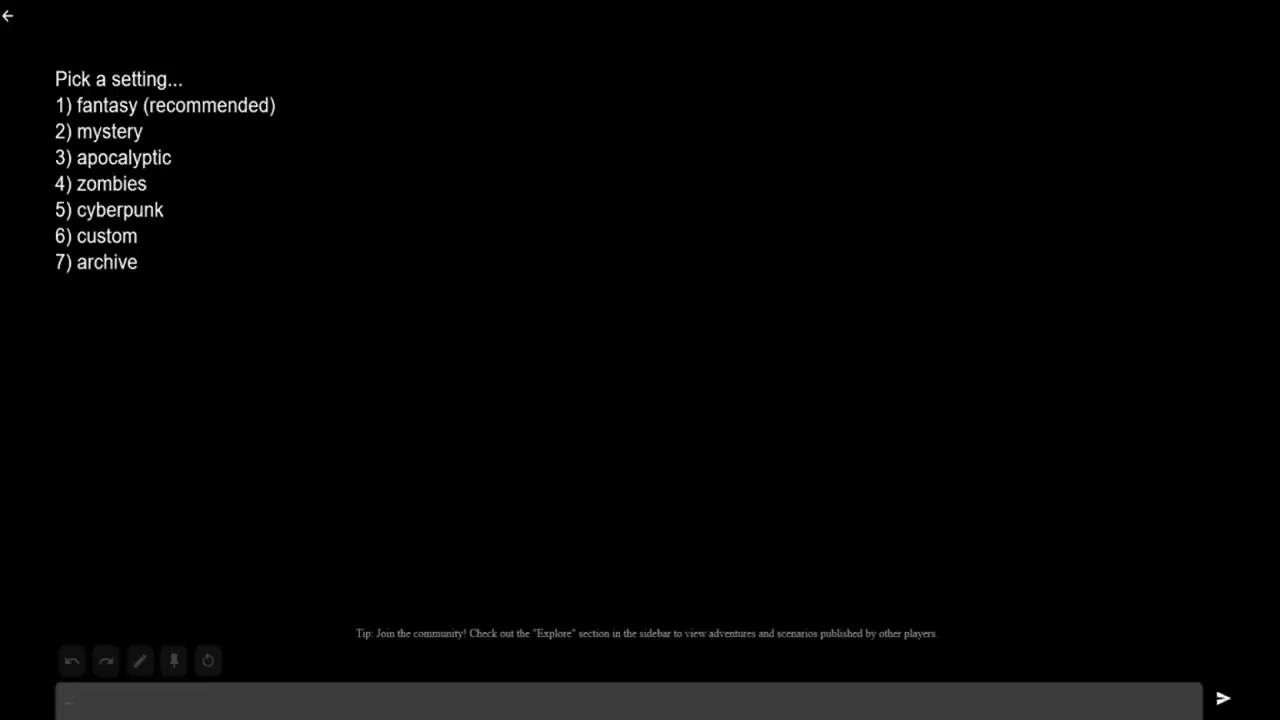 Pick a setting...
1) fantasy (recommended)
2) mystery
3) apocalyptic
4) zombies
5) cyberpunk
6) custom
7) archive
Tip: Join the community! Check out the "Explore" section in the sidebar to view adventures and scenarios published by other players.
...